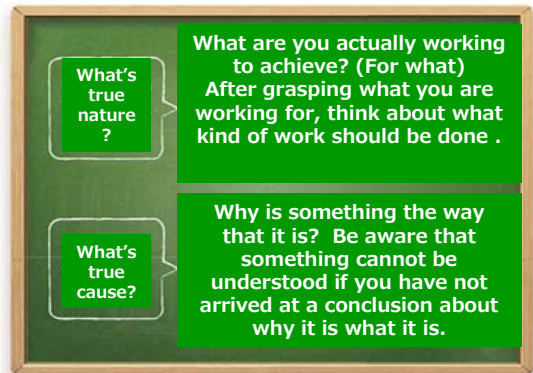 What's
true
nature
?
What are you actually working
to achieve? (For what)
After grasping what you are
working for, think about what
kind of work should be done .
What's
true
cause?
Why is something the way
that it is?  Be aware that
something cannot be
understood if you have not
arrived at a conclusion about
why it is what it is.